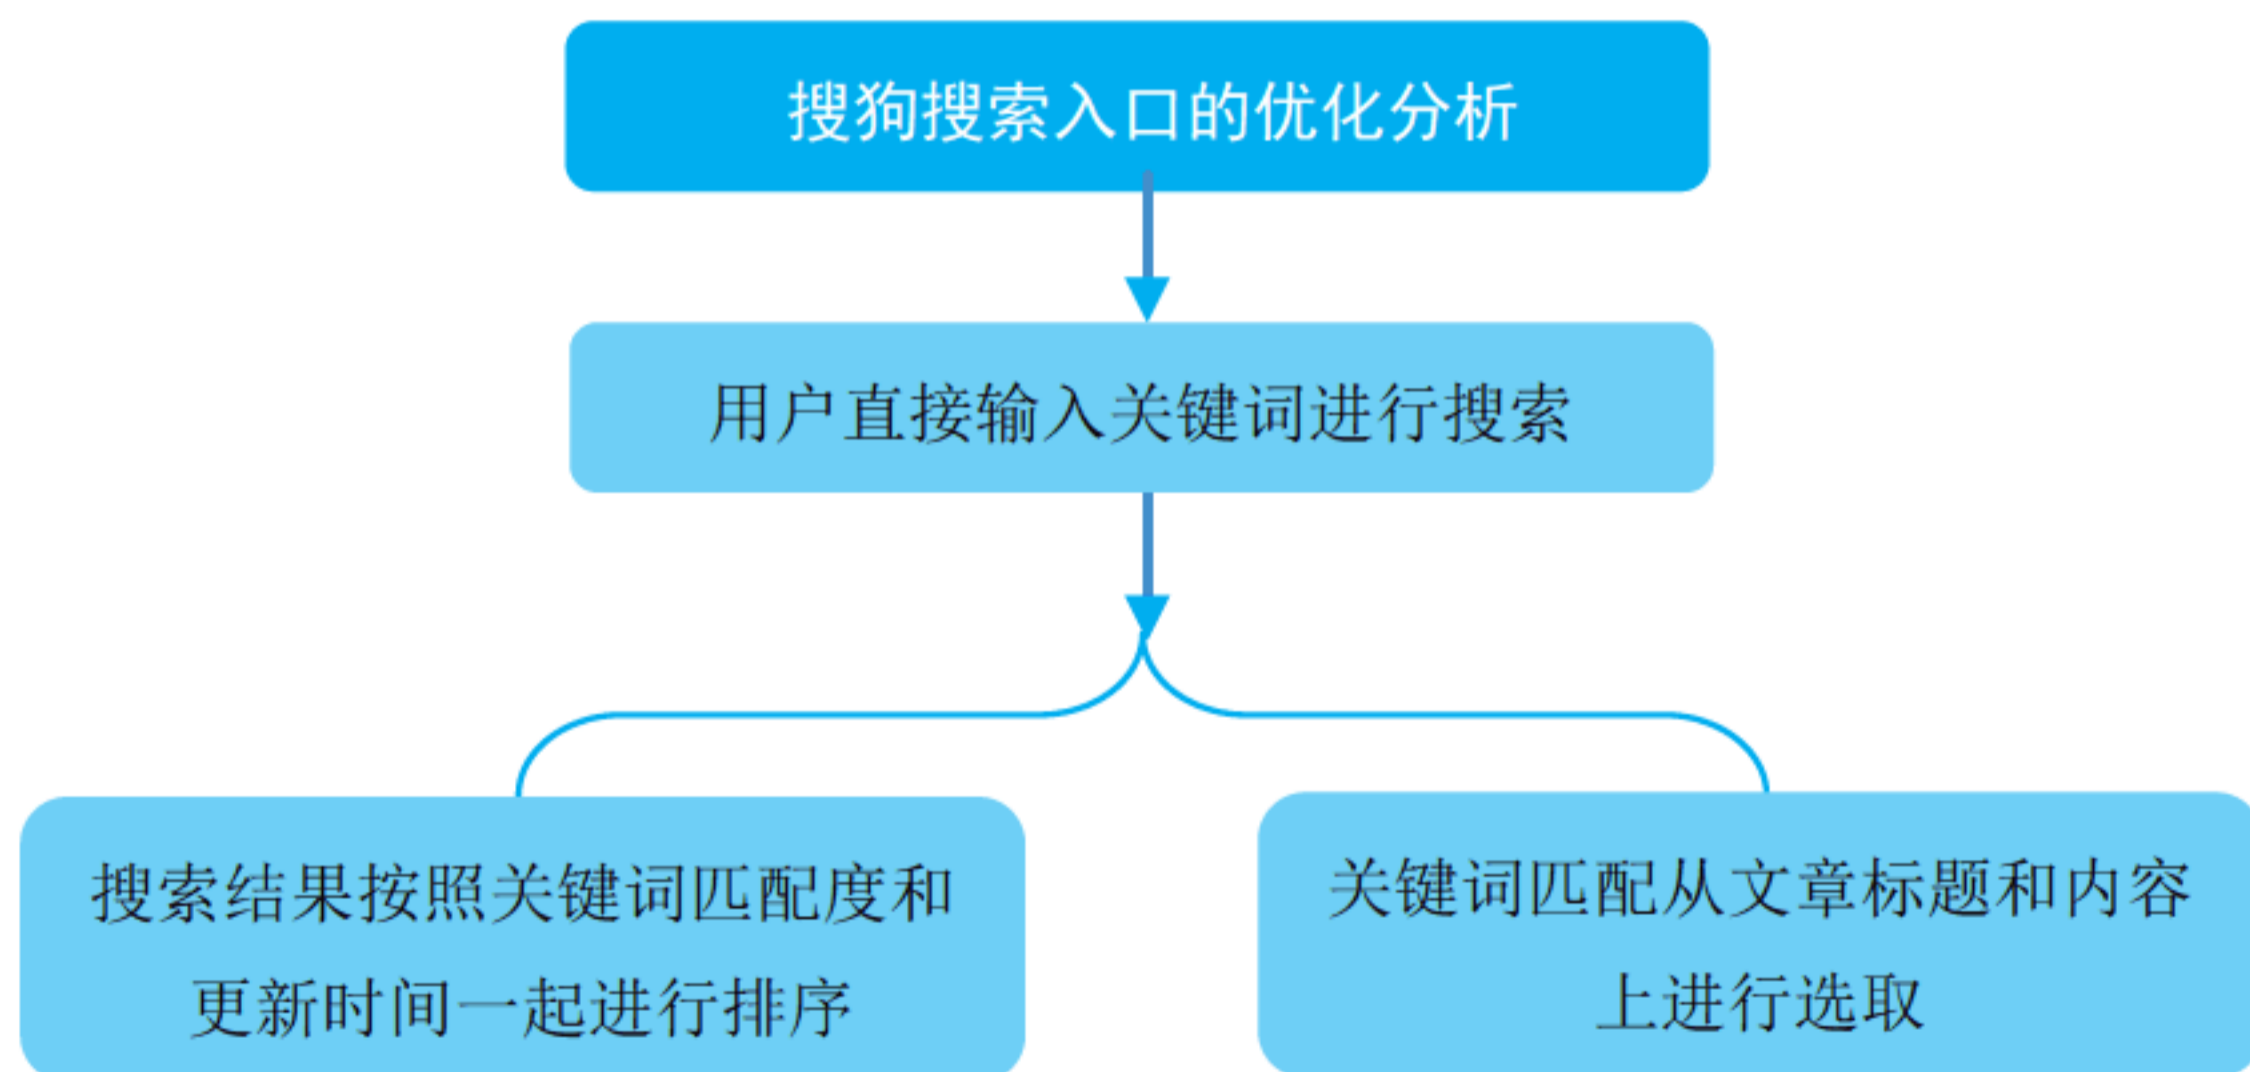 搜狗搜索入口的优化分析
用户直接输入关键词进行搜索
搜索结果按照关键词匹配度和
更新时间一起进行排序
关键词匹配从文章标题和内容
上进行选取